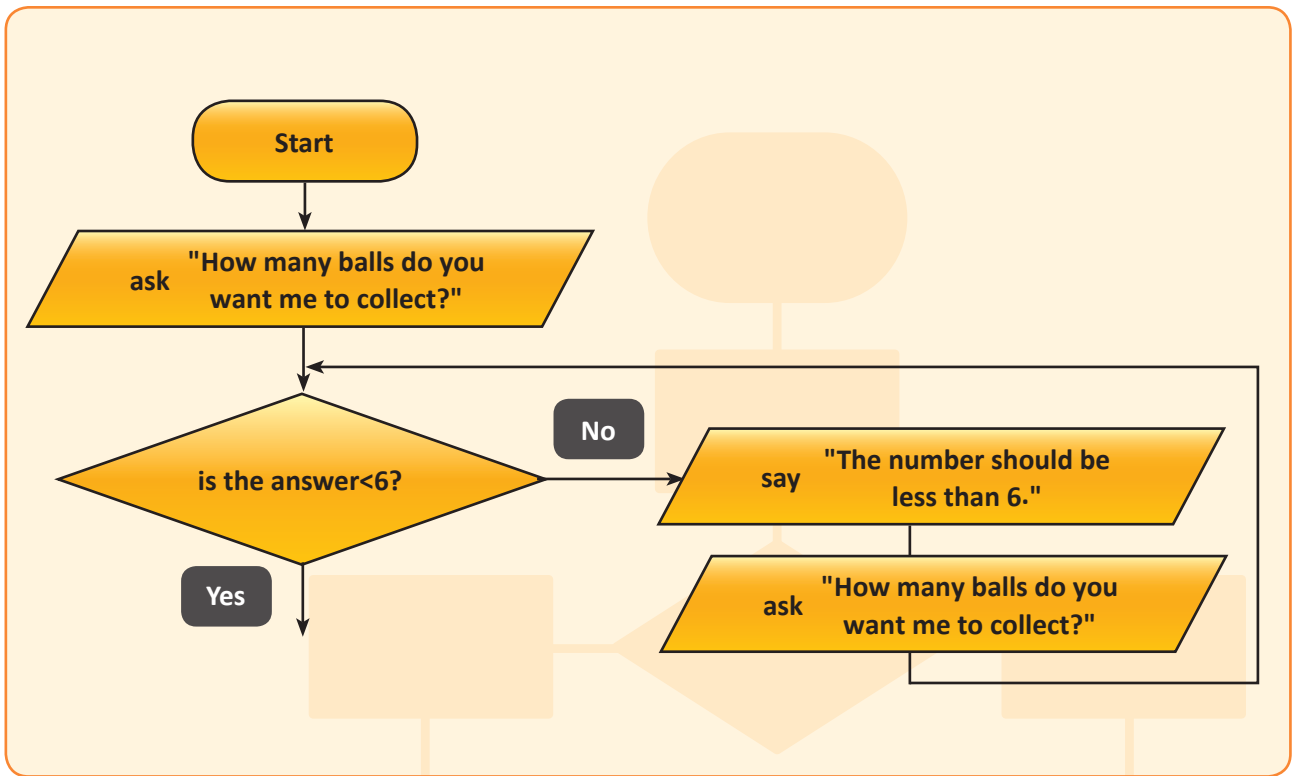 Start
ask "How many balls do you
want me to collect?"
is the answer<6?
No
say "The number should be
less than 6."
ask "How many balls do you
want me to collect?"
Yes